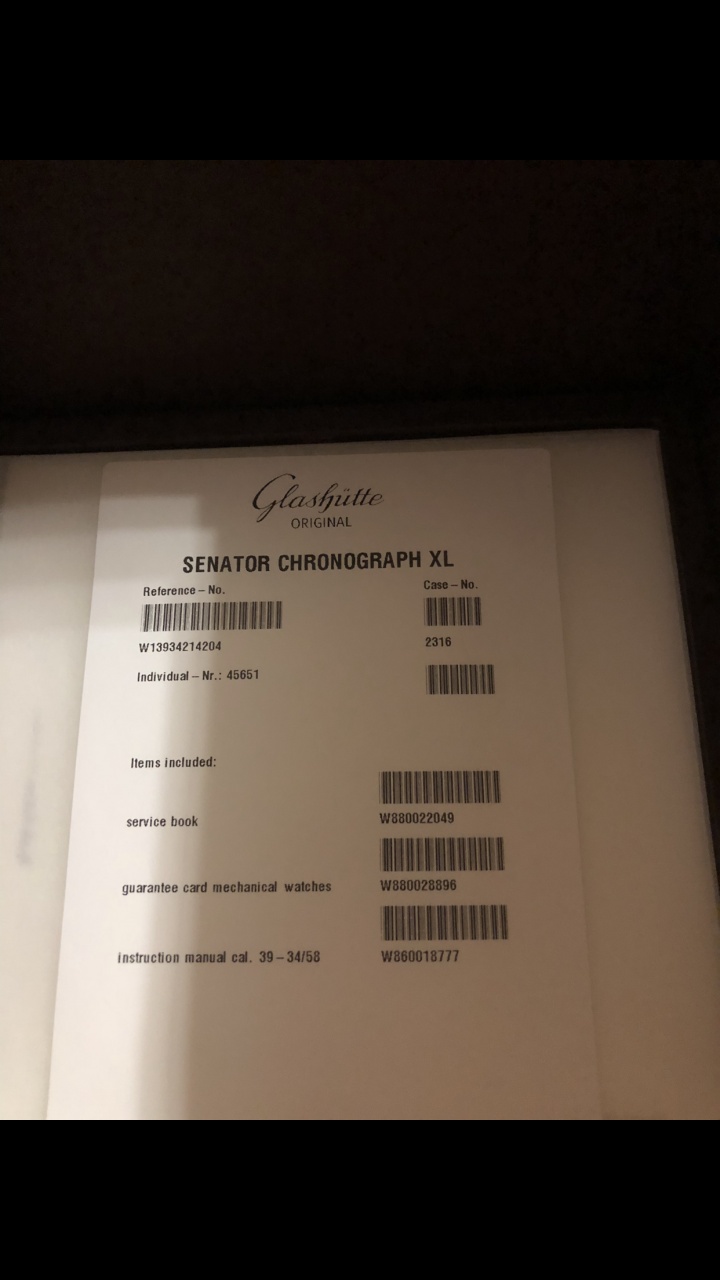 Glashütte
ORIGINAL
SENATOR CHRONOGRAPH XL
Reference – No.
Case – No.
W13934214204
2316
Individual – Nr.: 45651
Items included:
service book
W880022049
guarantee card mechanical watches
W880028896
instruction manual cal. 39 – 34/58
W860018777